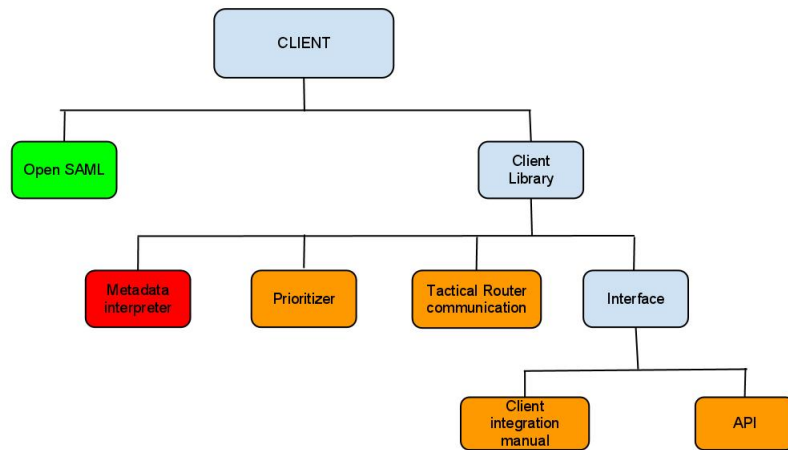 CLIENT
Open SAML
Client
Library
Metadata
interpreter
Prioritizer
Tactical Router
communication
Interface
Client
integration
manual
API